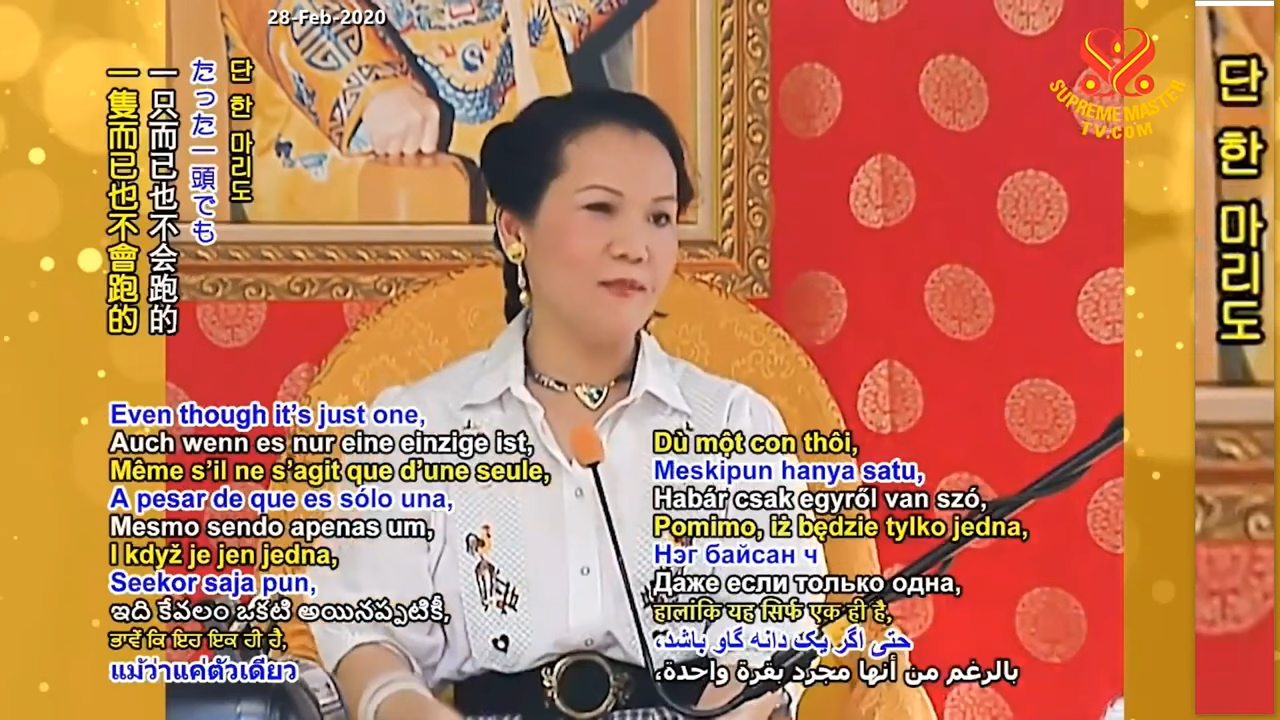 28-Feb-2020
SUPREME MASTER
TV.COM
단 한 마리도
たった一頭でも
一只而已也不会跑的
一隻而已也不會跑的
Even though it's just one,
Auch wenn es nur eine einzige ist,
Même s'il ne s'agit que d'une seule,
A pesar de que es sólo una,
Mesmo sendo apenas um,
I když je jen jedna,
Seekor saja pun,
ఇది కేవలం ఒకటి అయినప్పటికీ,
ਭਾਵੇਂ ਕਿ ਇਹ ਇਕ ਹੀ ਹੈ,
แม้ว่าแค่ตัวเดียว
Dù một con thôi,
Meskipun hanya satu,
Habár csak egyről van szó,
Pomimo, iż będzie tylko jedna,
Нэг байсан ч
Даже если только одна,
हालांकि यह सिर्फ एक ही है,
حتی اگر یک دانه گاو باشد،
بالرغم من أنها مجرد بقرة واحدة،
단 한 마리도